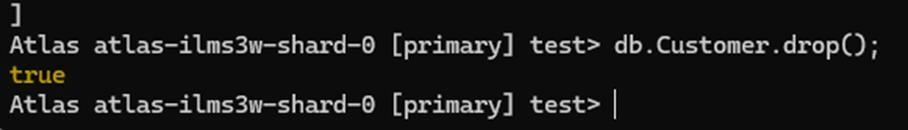 ]
Atlas atlas-ilms3w-shard-0 [primary] test> db.Customer.drop();
true
Atlas atlas-ilms3w-shard-0 [primary] test>